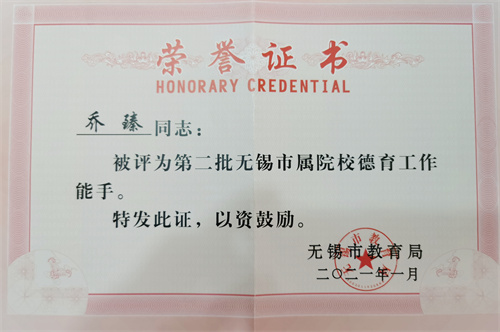 荣誉证书
HONORARY CREDENTIAL
乔臻同志：
被评为第二批无锡市属院校德育工作
能手。
特发此证，以资鼓励。
无锡市教育局
二〇二一年一月